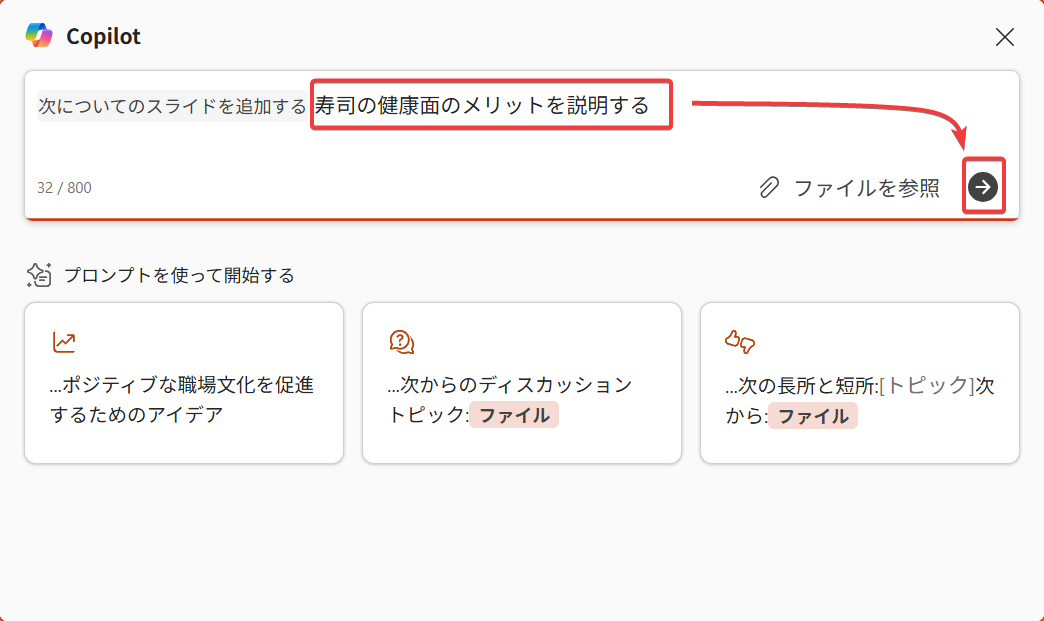 Copilot
次についてのスライドを追加する 寿司の健康面のメリットを説明する
32 / 800
ファイルを参照
プロンプトを使って開始する
...ポジティブな職場文化を促進
するためのアイデア
...次からのディスカッション
トピック: ファイル
...次の長所と短所:[トピック]次
から: ファイル